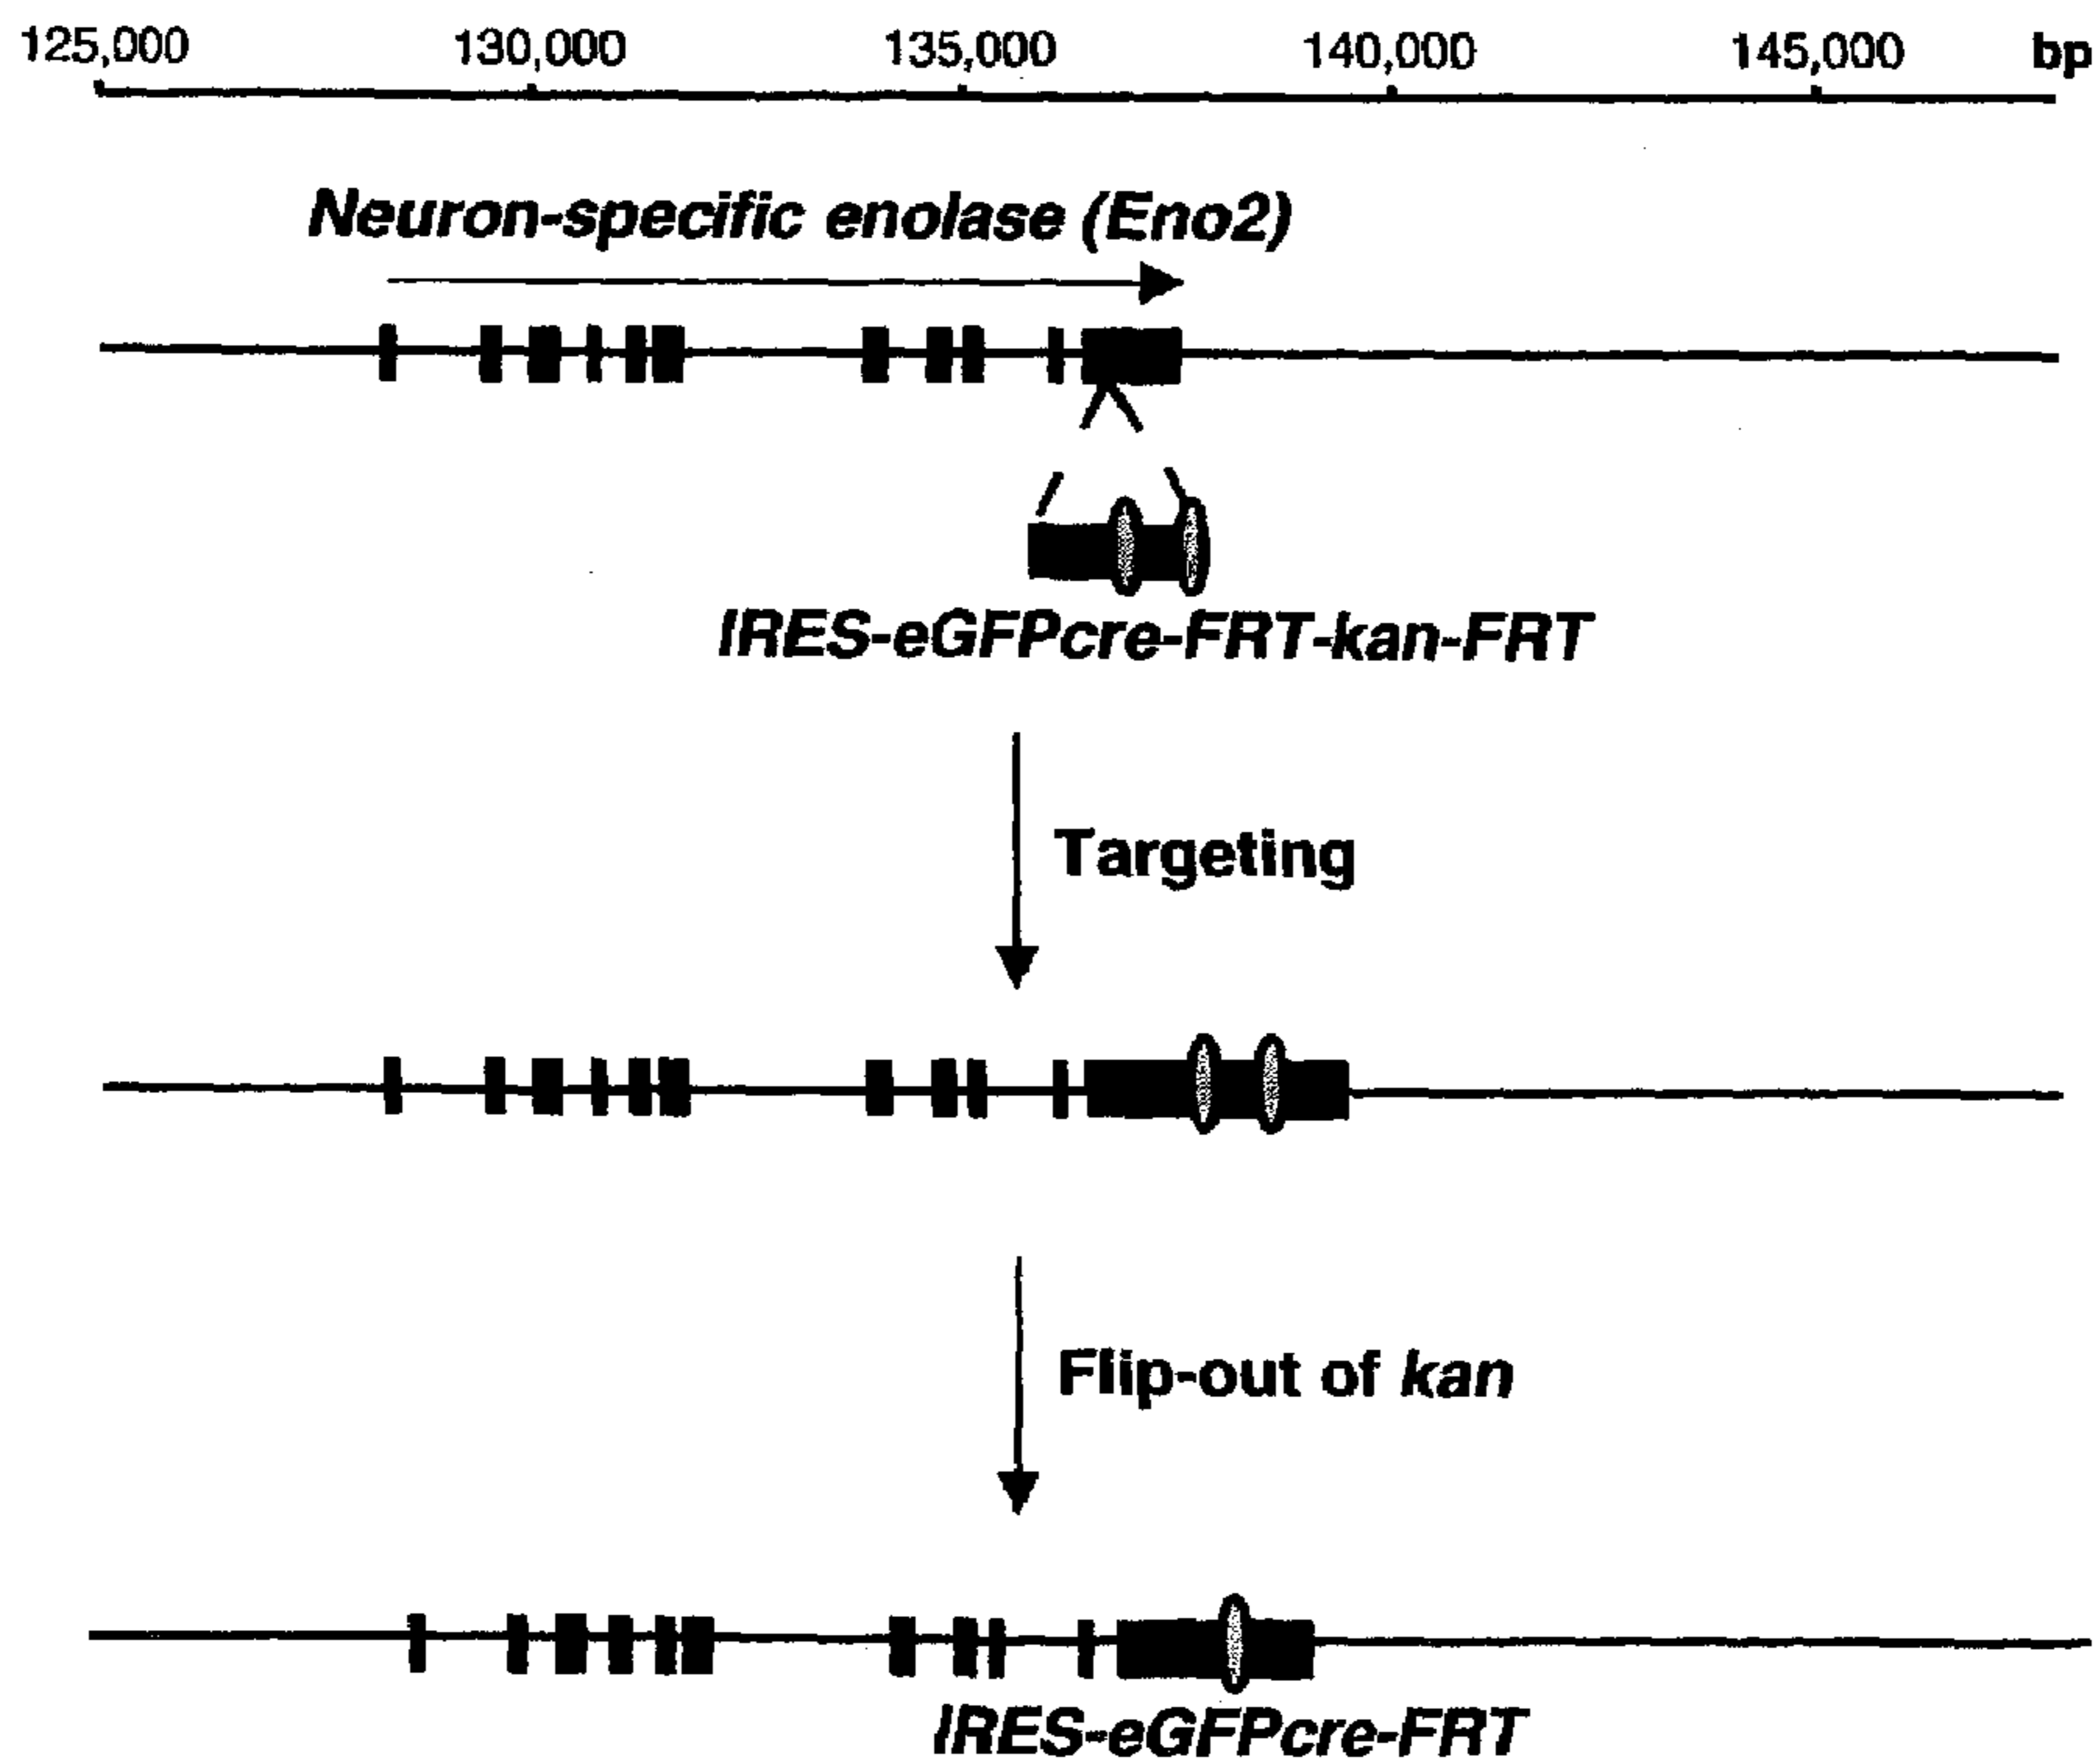 125,000 130,000 135,000 140,000 145,000 bp
Neuron-specific enolase (Eno2)
IRES-eGFPcre-FRT-kan-FRT
Targeting
Flip-out of kan
IRES-eGFPcre-FRT